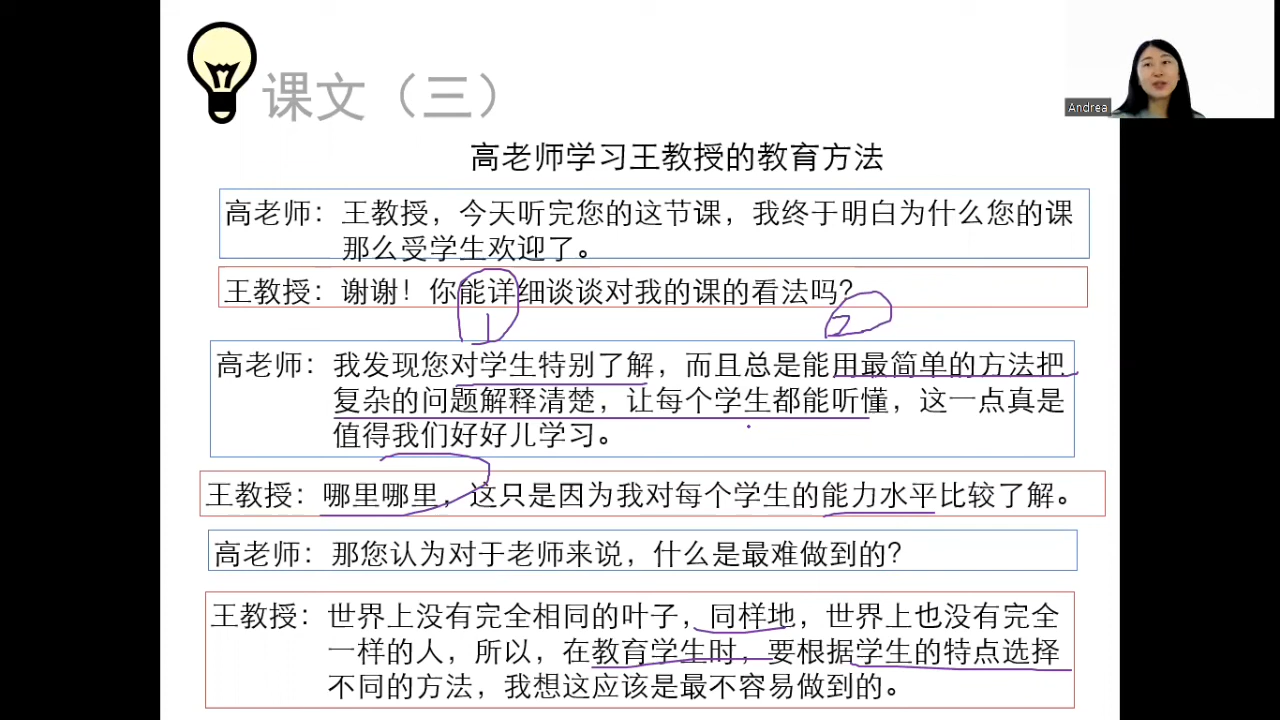 课文（三）
Andrea
高老师学习王教授的教育方法
高老师：王教授，今天听完您的这节课，我终于明白为什么您的课
那么受学生欢迎了。
王教授：谢谢！你能详细谈谈对我的课的看法吗？
1
2
高老师：我发现您对学生特别了解，而且总是能用最简单的方法把
复杂的问题解释清楚，让每个学生都能听懂，这一点真是
值得我们好好儿学习。
王教授：哪里哪里，这只是因为我对每个学生的能力水平比较了解。
高老师：那您认为对于老师来说，什么是最难做到的？
王教授：世界上没有完全相同的叶子，同样地，世界上也没有完全
一样的人，所以，在教育学生时，要根据学生的特点选择
不同的方法，我想这应该是最不容易做到的。